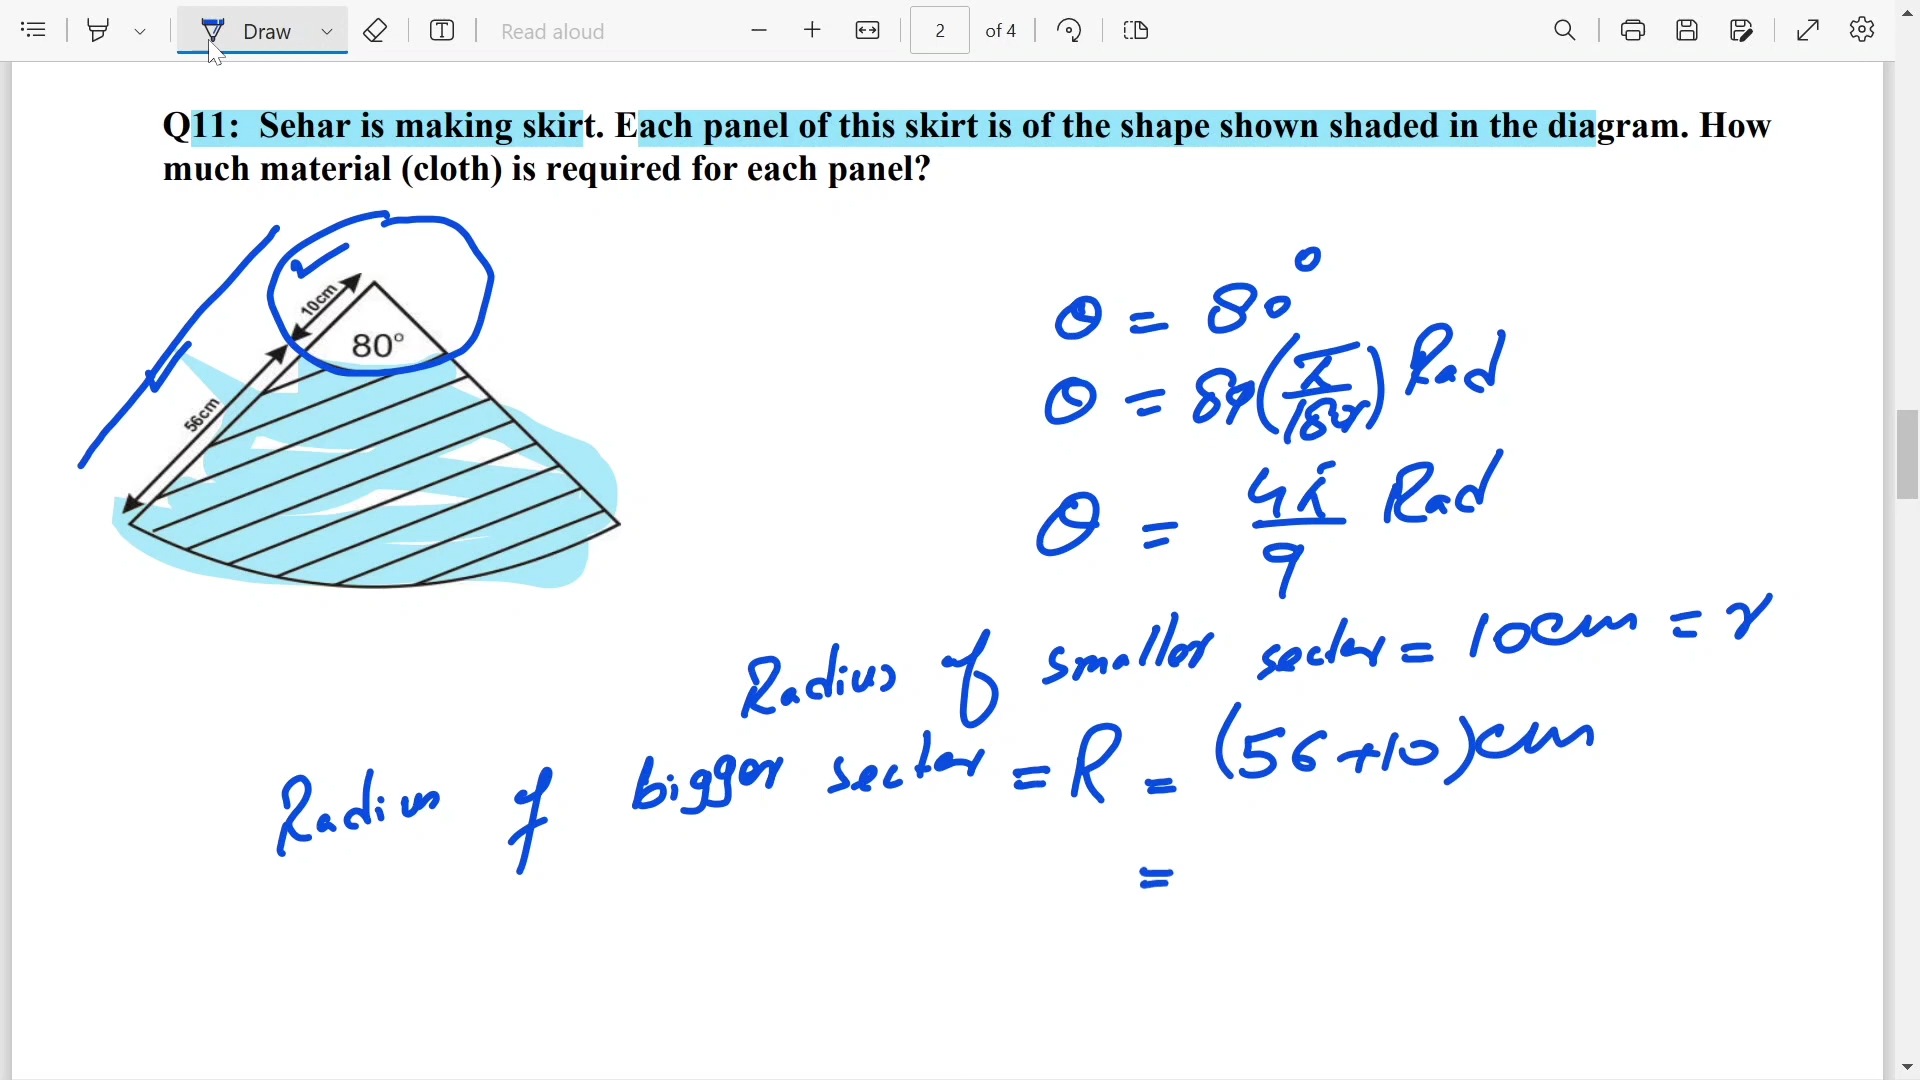 Draw
Read aloud
2 of 4
Q11: Sehar is making skirt. Each panel of this skirt is of the shape shown shaded in the diagram. How
much material (cloth) is required for each panel?
10cm
80°
56cm
θ = 80°
θ = 80(π/180) Rad
θ = 4π/9 Rad
Radius of smaller sector = 10cm = r
Radius of bigger sector = R = (56+10)cm
=